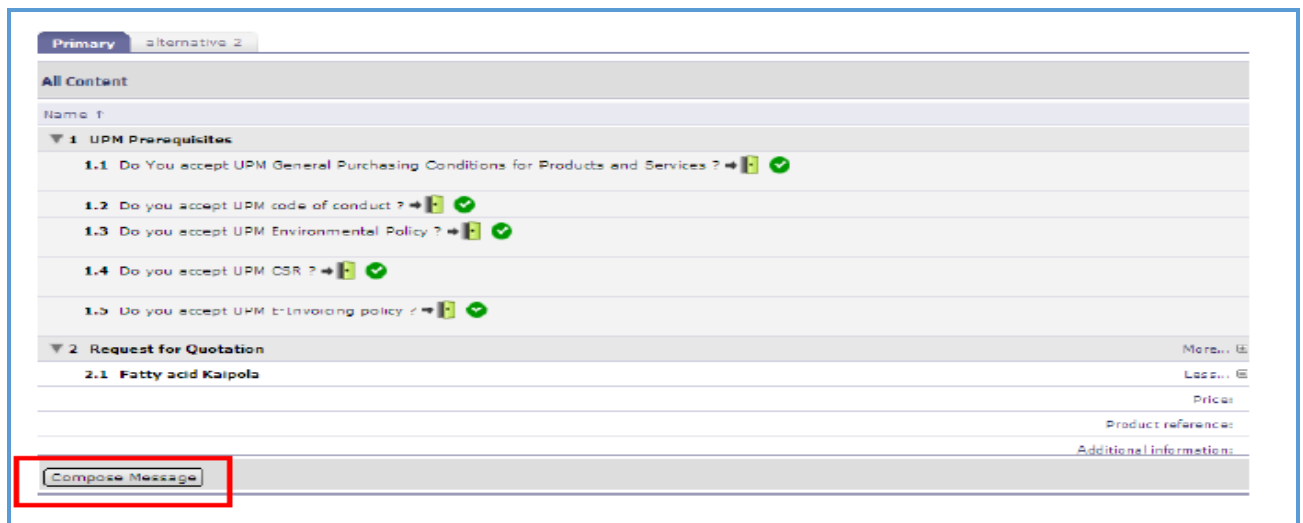 Primary alternative 2
All Content
Name ↑
▼ 1 UPM Prerequisites
1.1 Do You accept UPM General Purchasing Conditions for Products and Services ?
1.2 Do you accept UPM code of conduct ?
1.3 Do you accept UPM Environmental Policy ?
1.4 Do you accept UPM CSR ?
1.5 Do you accept UPM E-Invoicing policy ?
▼ 2 Request for Quotation More...
2.1 Fatty acid Kaipola Less...
Price:
Product reference:
Additional information:
Compose Message